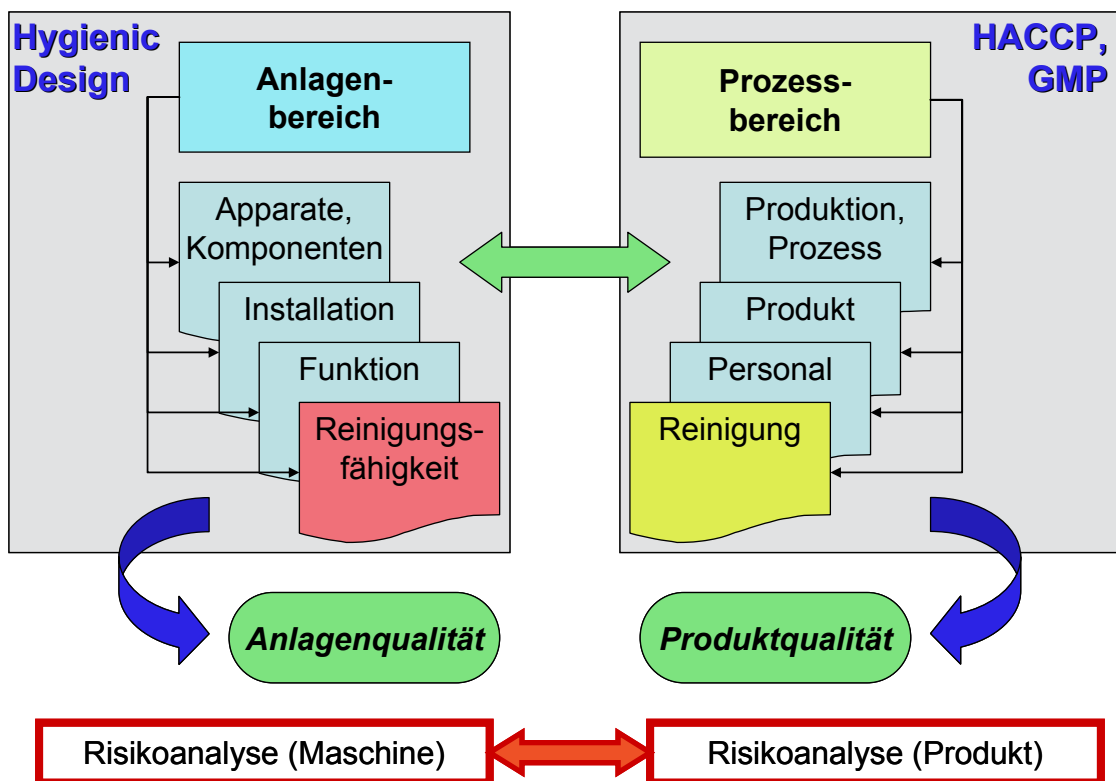 Hygienic
Design
Anlagen-
bereich
Apparate,
Komponenten
Installation
Funktion
Reinigungs-
fähigkeit
HACCP,
GMP
Prozess-
bereich
Produktion,
Prozess
Produkt
Personal
Reinigung
Anlagenqualität
Produktqualität
Risikoanalyse (Maschine)
Risikoanalyse (Produkt)